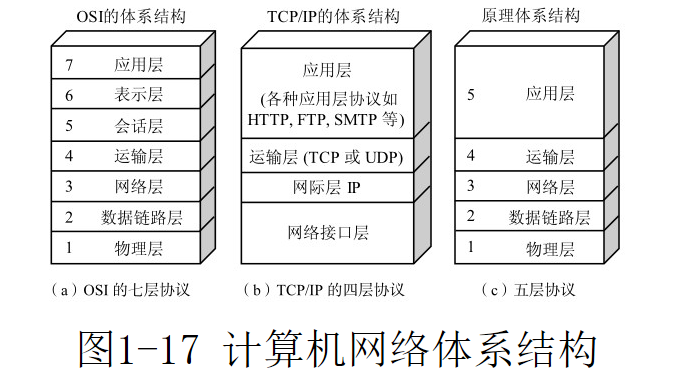 OSI的体系结构
TCP/IP的体系结构
原理体系结构
7 应用层
6 表示层
5 会话层
4 运输层
3 网络层
2 数据链路层
1 物理层
应用层
(各种应用层协议如
HTTP, FTP, SMTP 等)
运输层 (TCP 或 UDP)
网际层 IP
网络接口层
5 应用层
4 运输层
3 网络层
2 数据链路层
1 物理层
(a) OSI 的七层协议
(b) TCP/IP 的四层协议
(c) 五层协议
图1-17 计算机网络体系结构